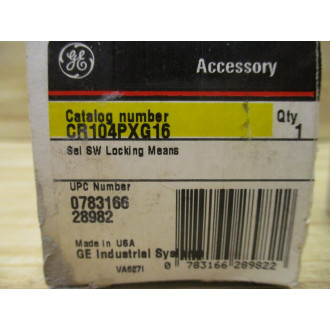 GE
Accessory
Catalog number
Qty
CR104PXG16
1
Sel SW Locking Means
UPC Number
0783166
28982
Made in USA
GE Industrial
VA627I
0 783166 289822